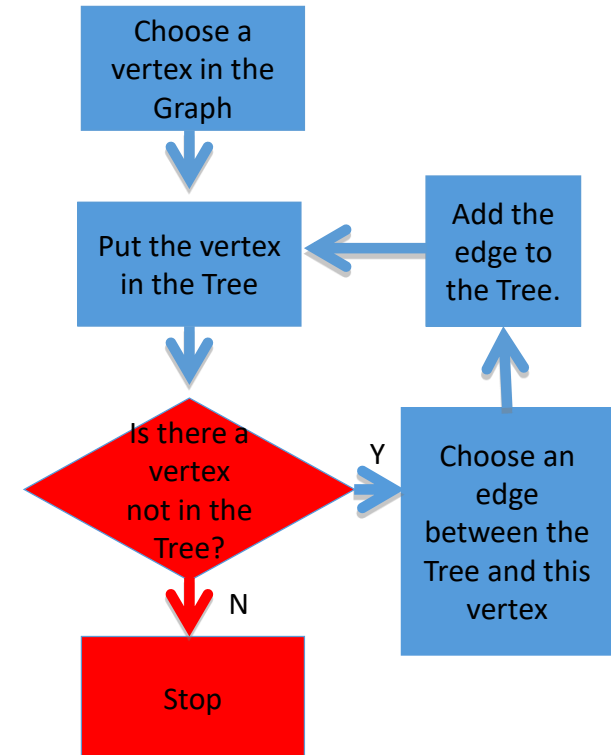 Choose a
vertex in the
Graph
Put the vertex
in the Tree
Is there a
vertex
not in the
Tree?
Y
Choose an
edge
between the
Tree and this
vertex
Add the
edge to
the Tree.
N
Stop